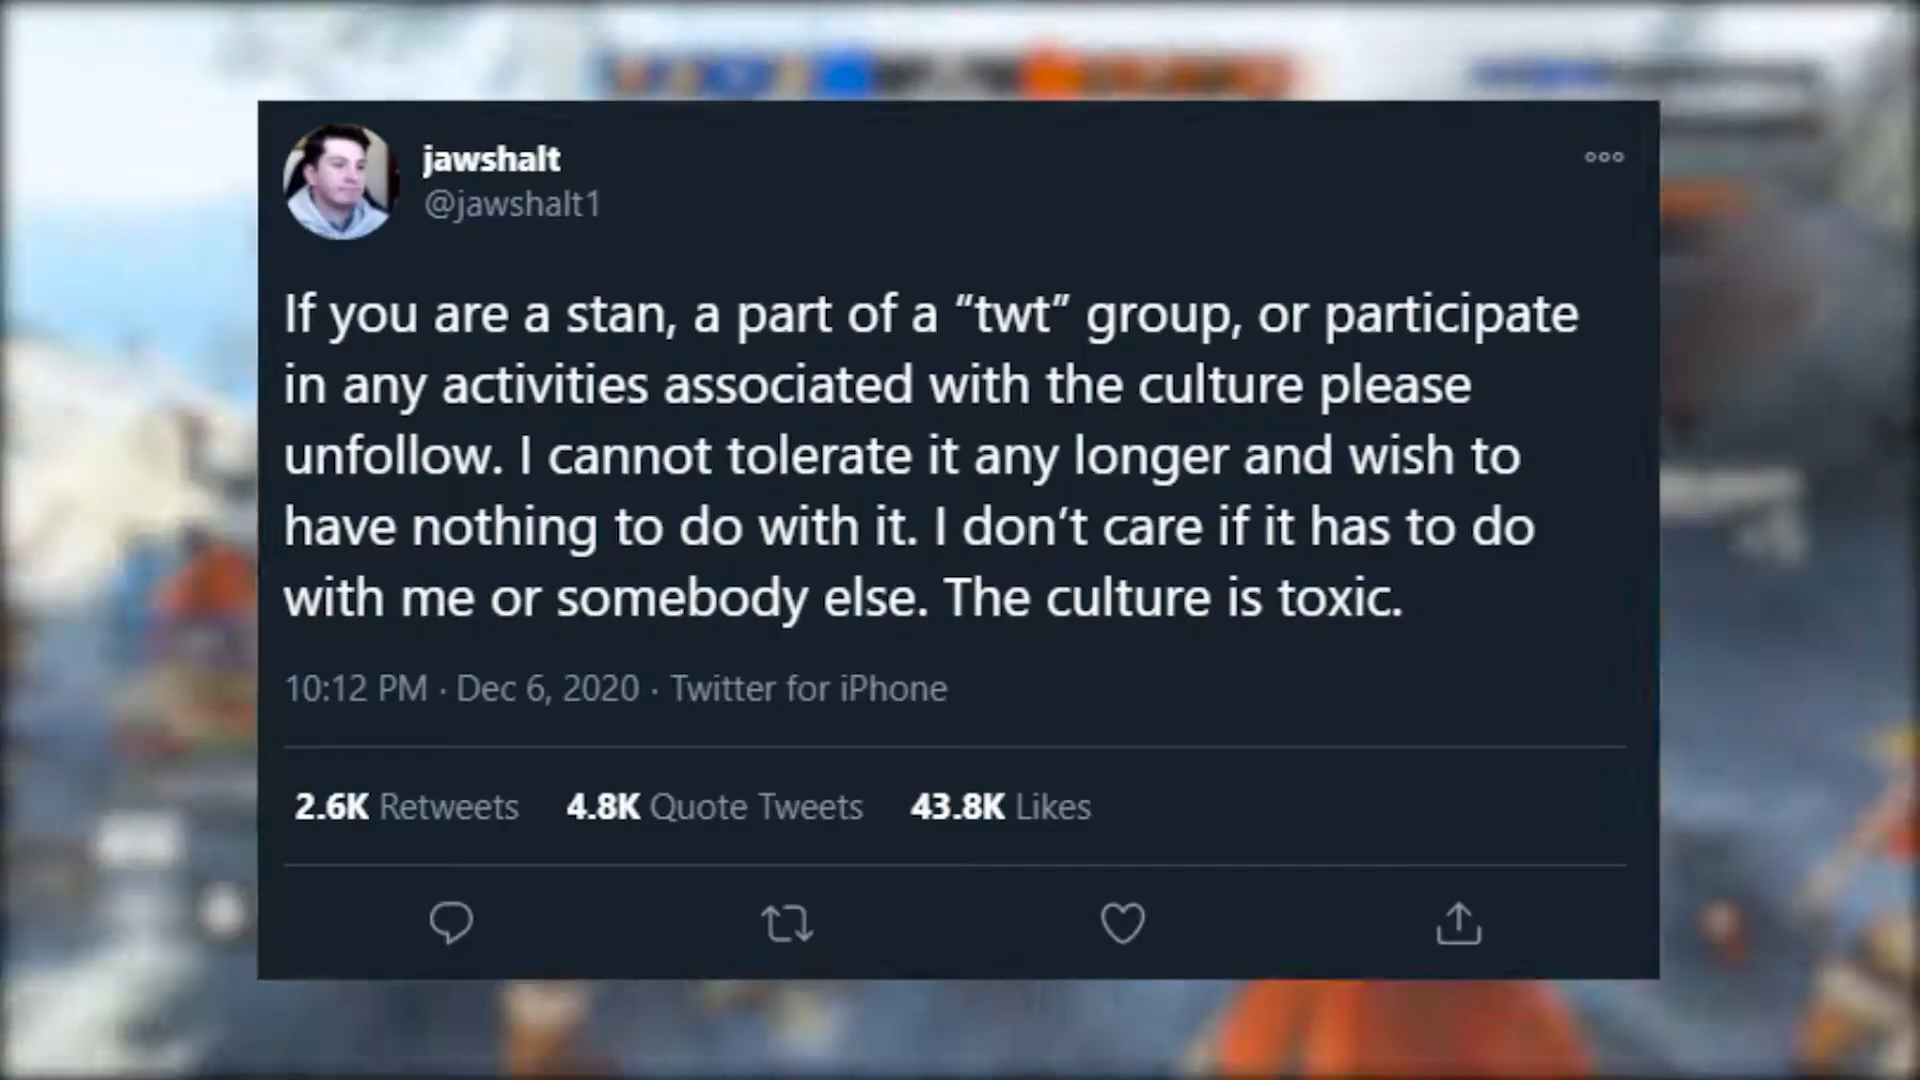 jawshalt
@jawshalt1
If you are a stan, a part of a “twt” group, or participate
in any activities associated with the culture please
unfollow. I cannot tolerate it any longer and wish to
have nothing to do with it. I don’t care if it has to do
with me or somebody else. The culture is toxic.
10:12 PM · Dec 6, 2020 · Twitter for iPhone
2.6K Retweets 4.8K Quote Tweets 43.8K Likes